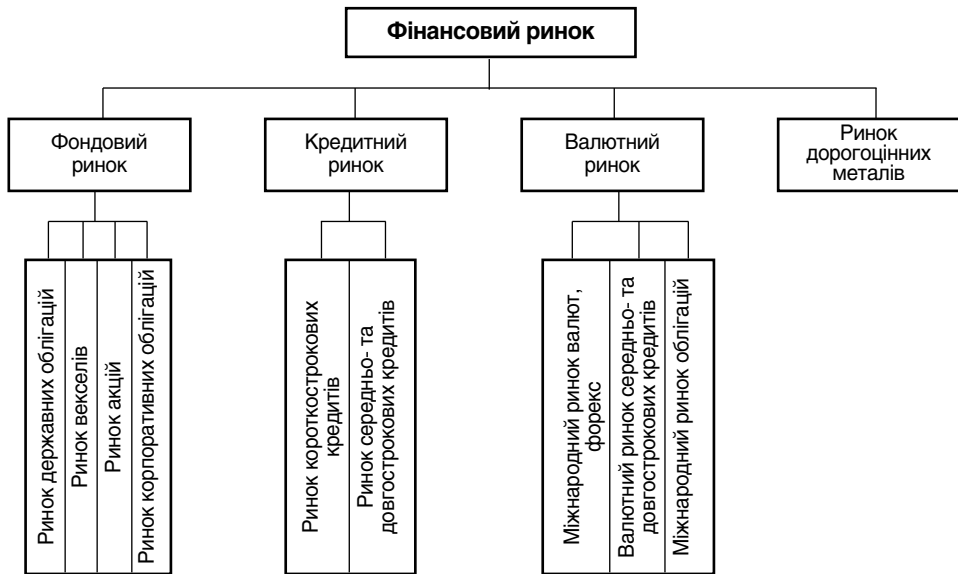 Фінансовий ринок
Фондовий
ринок
Кредитний
ринок
Валютний
ринок
Ринок
дорогоцінних
металів
Ринок державних облігацій
Ринок векселів
Ринок акцій
Ринок корпоративних облігацій
Ринок короткострокових
кредитів
Ринок середньо- та
довгострокових кредитів
Міжнародний ринок валют,
форекс
Валютний ринок середньо- та
довгострокових кредитів
Міжнародний ринок облігацій